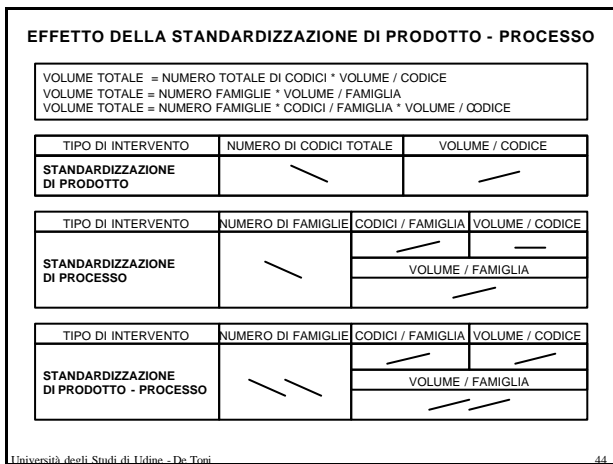 EFFETTO DELLA STANDARDIZZAZIONE DI PRODOTTO - PROCESSO
VOLUME TOTALE = NUMERO TOTALE DI CODICI * VOLUME / CODICE
VOLUME TOTALE = NUMERO FAMIGLIE * VOLUME / FAMIGLIA
VOLUME TOTALE = NUMERO FAMIGLIE * CODICI / FAMIGLIA * VOLUME / CODICE
TIPO DI INTERVENTO NUMERO DI CODICI TOTALE VOLUME / CODICE
STANDARDIZZAZIONE
DI PRODOTTO
TIPO DI INTERVENTO NUMERO DI FAMIGLIE CODICI / FAMIGLIA VOLUME / CODICE
STANDARDIZZAZIONE
DI PROCESSO
VOLUME / FAMIGLIA
TIPO DI INTERVENTO NUMERO DI FAMIGLIE CODICI / FAMIGLIA VOLUME / CODICE
STANDARDIZZAZIONE
DI PRODOTTO - PROCESSO
VOLUME / FAMIGLIA
Università degli Studi di Udine - De Toni 44